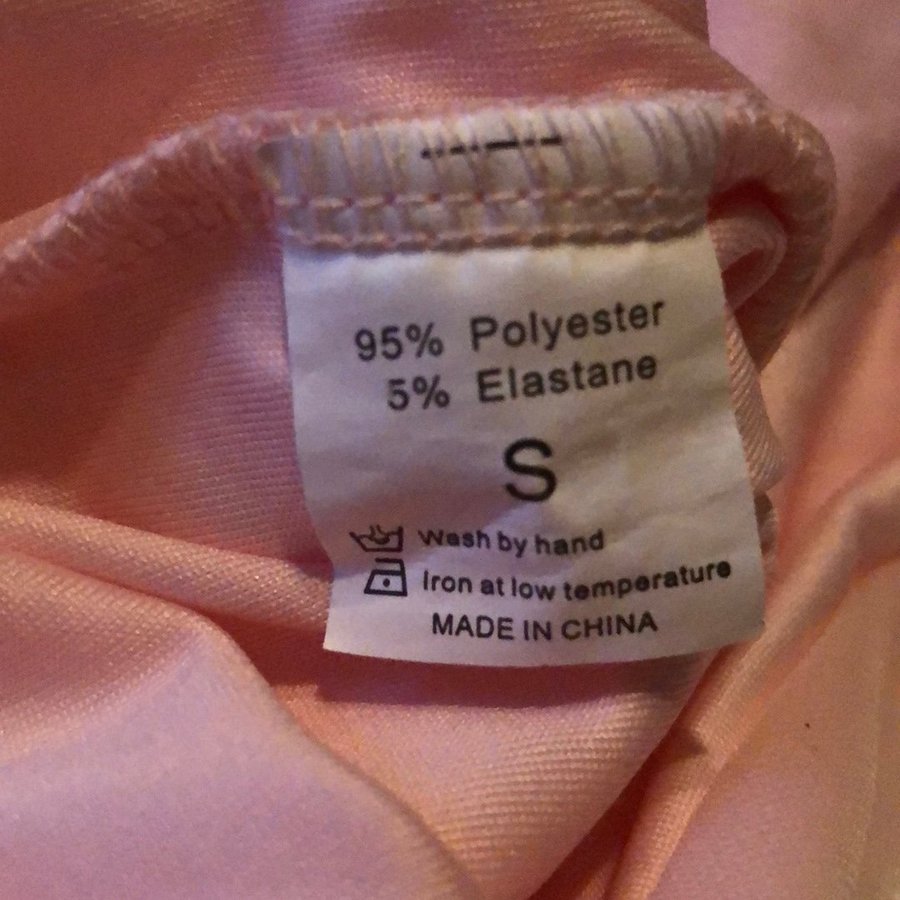 95% Polyester
5% Elastane
S
Wash by hand
Iron at low temperature
MADE IN CHINA